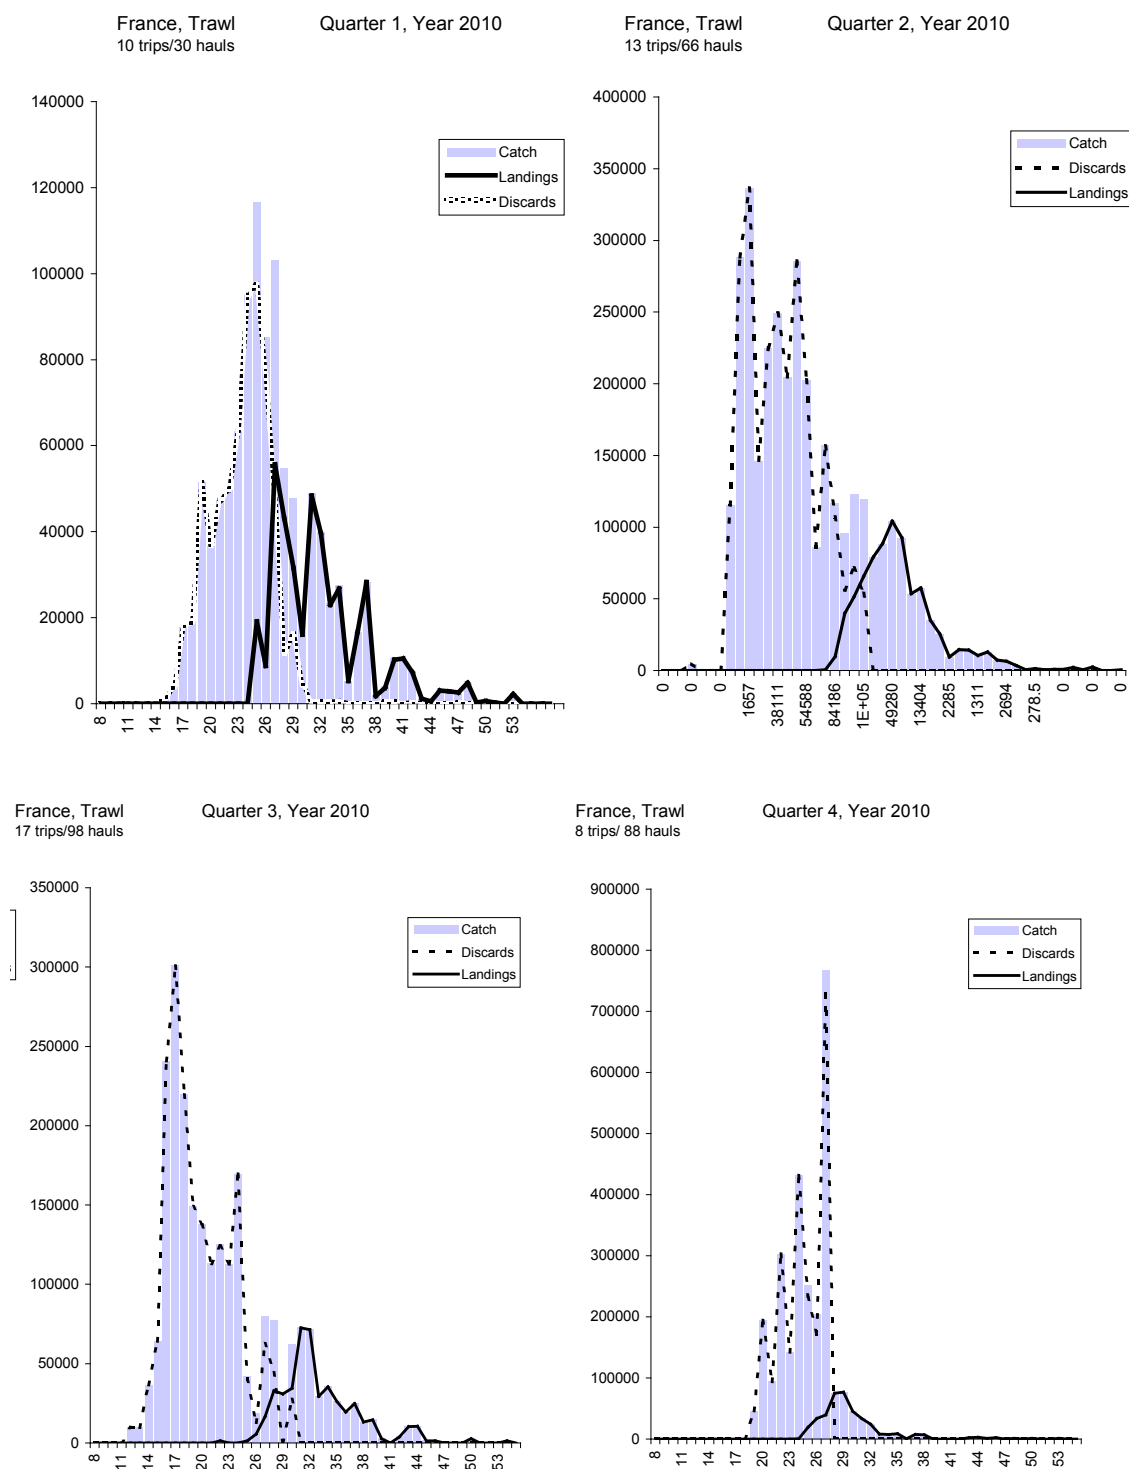 France, Trawl
Quarter 1, Year 2010
10 trips/30 hauls
140000
120000
100000
80000
60000
40000
20000
0
Catch
Landings
Discards
8 11 14 17 20 23 26 29 32 35 38 41 44 47 50 53
France, Trawl
Quarter 2, Year 2010
13 trips/66 hauls
400000
350000
300000
250000
200000
150000
100000
50000
0
Catch
Discards
Landings
0 0 0 1657 38111 54588 84186 1E+05 49280 13404 2285 1311 2694 278.5 0 0 0
France, Trawl
Quarter 3, Year 2010
17 trips/98 hauls
350000
300000
250000
200000
150000
100000
50000
0
Catch
Discards
Landings
8 11 14 17 20 23 26 29 32 35 38 41 44 47 50 53
France, Trawl
Quarter 4, Year 2010
8 trips/ 88 hauls
900000
800000
700000
600000
500000
400000
300000
200000
100000
0
Catch
Discards
Landings
8 11 14 17 20 23 26 29 32 35 38 41 44 47 50 53